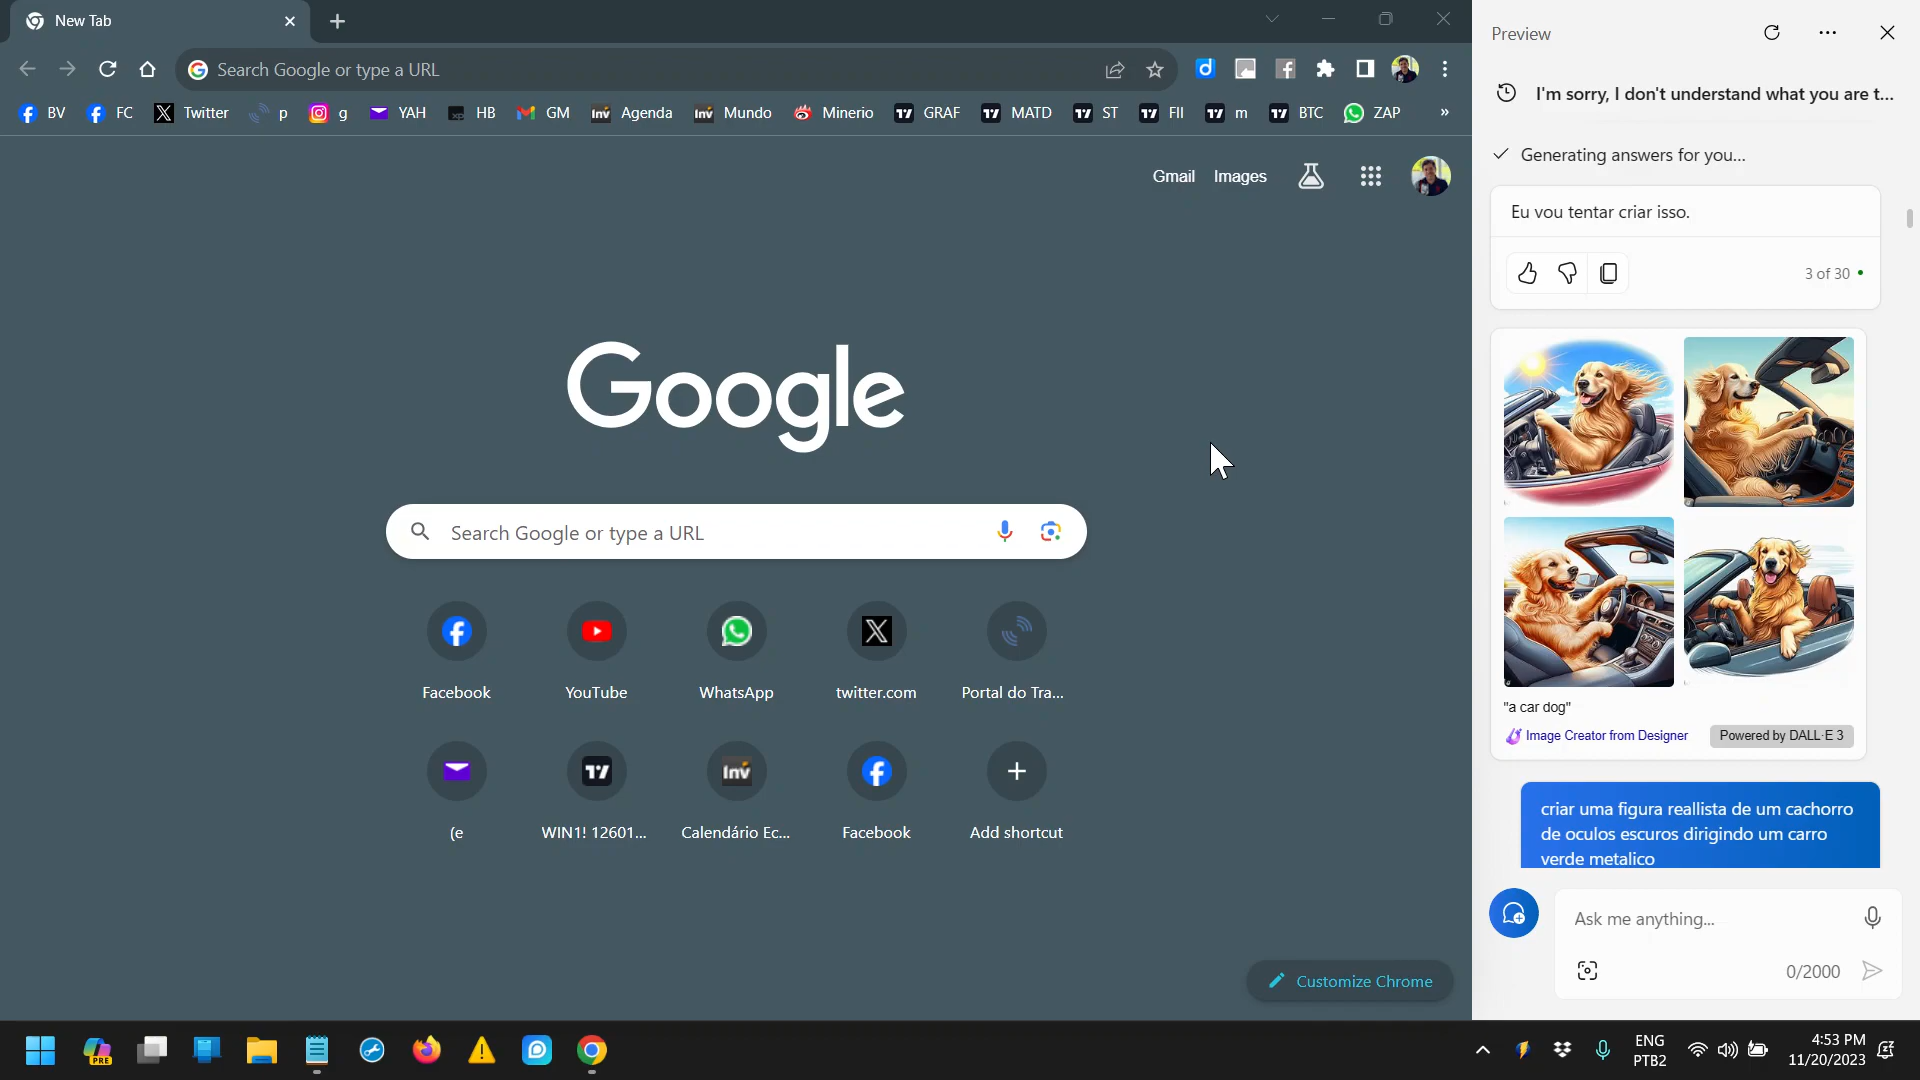 New Tab
Search Google or type a URL
BV FC Twitter p g YAH HB GM Agenda Mundo Minerio GRAF MATD ST FII m BTC ZAP »
Gmail Images
Google
Search Google or type a URL
Facebook YouTube WhatsApp twitter.com Portal do Tra...
(e WIN1! 12601... Calendário Ec... Facebook Add shortcut
Customize Chrome
Preview
I'm sorry, I don't understand what you are t...
Generating answers for you...
Eu vou tentar criar isso.
3 of 30
"a car dog"
Image Creator from Designer Powered by DALL·E 3
criar uma figura reallista de um cachorro
de oculos escuros dirigindo um carro
verde metalico
Ask me anything...
0/2000
PRE
ENG
PTB2
4:53 PM
11/20/2023